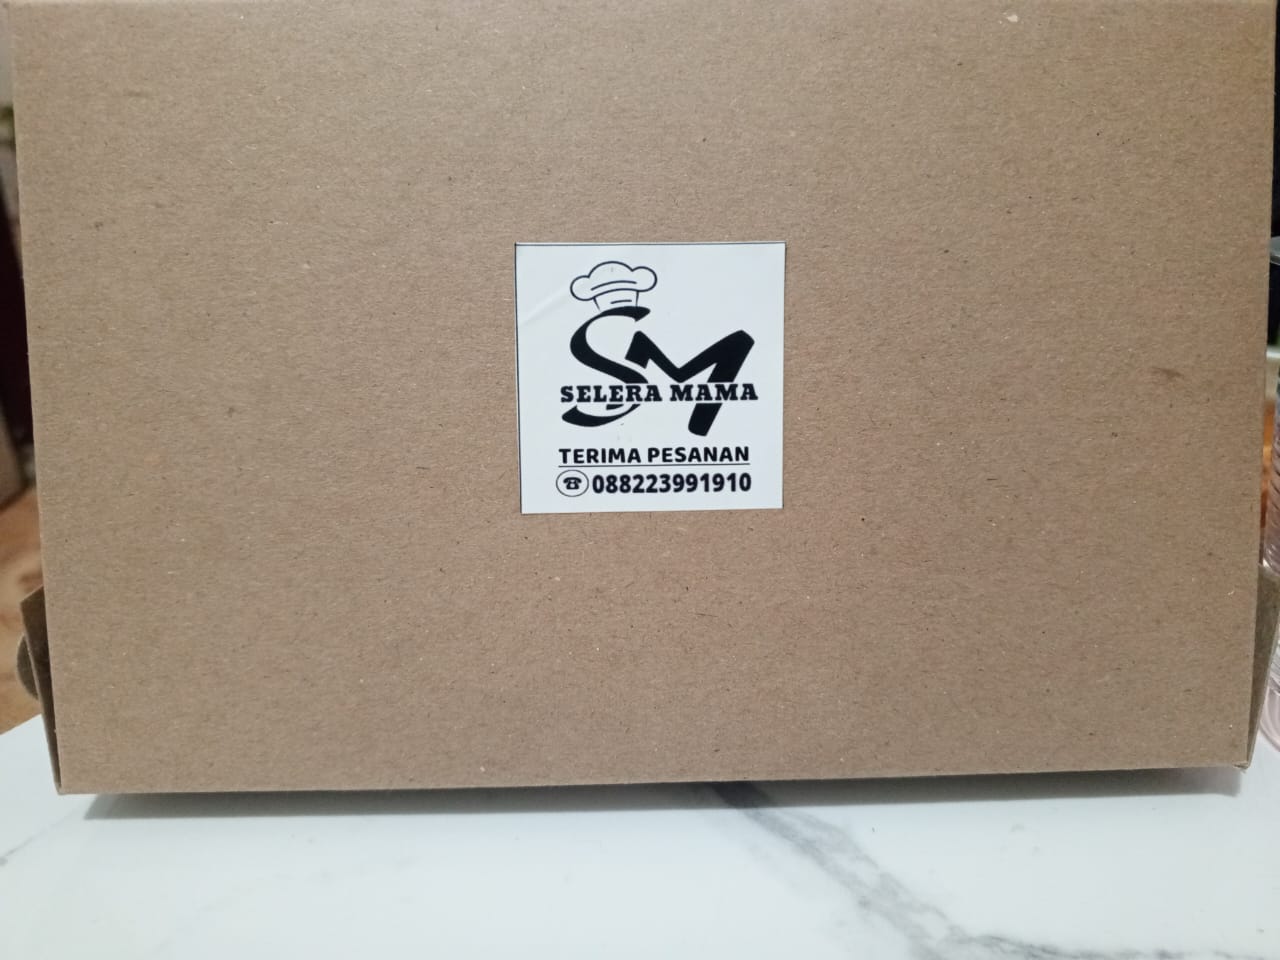 SM
SELERA MAMA
TERIMA PESANAN
088223991910